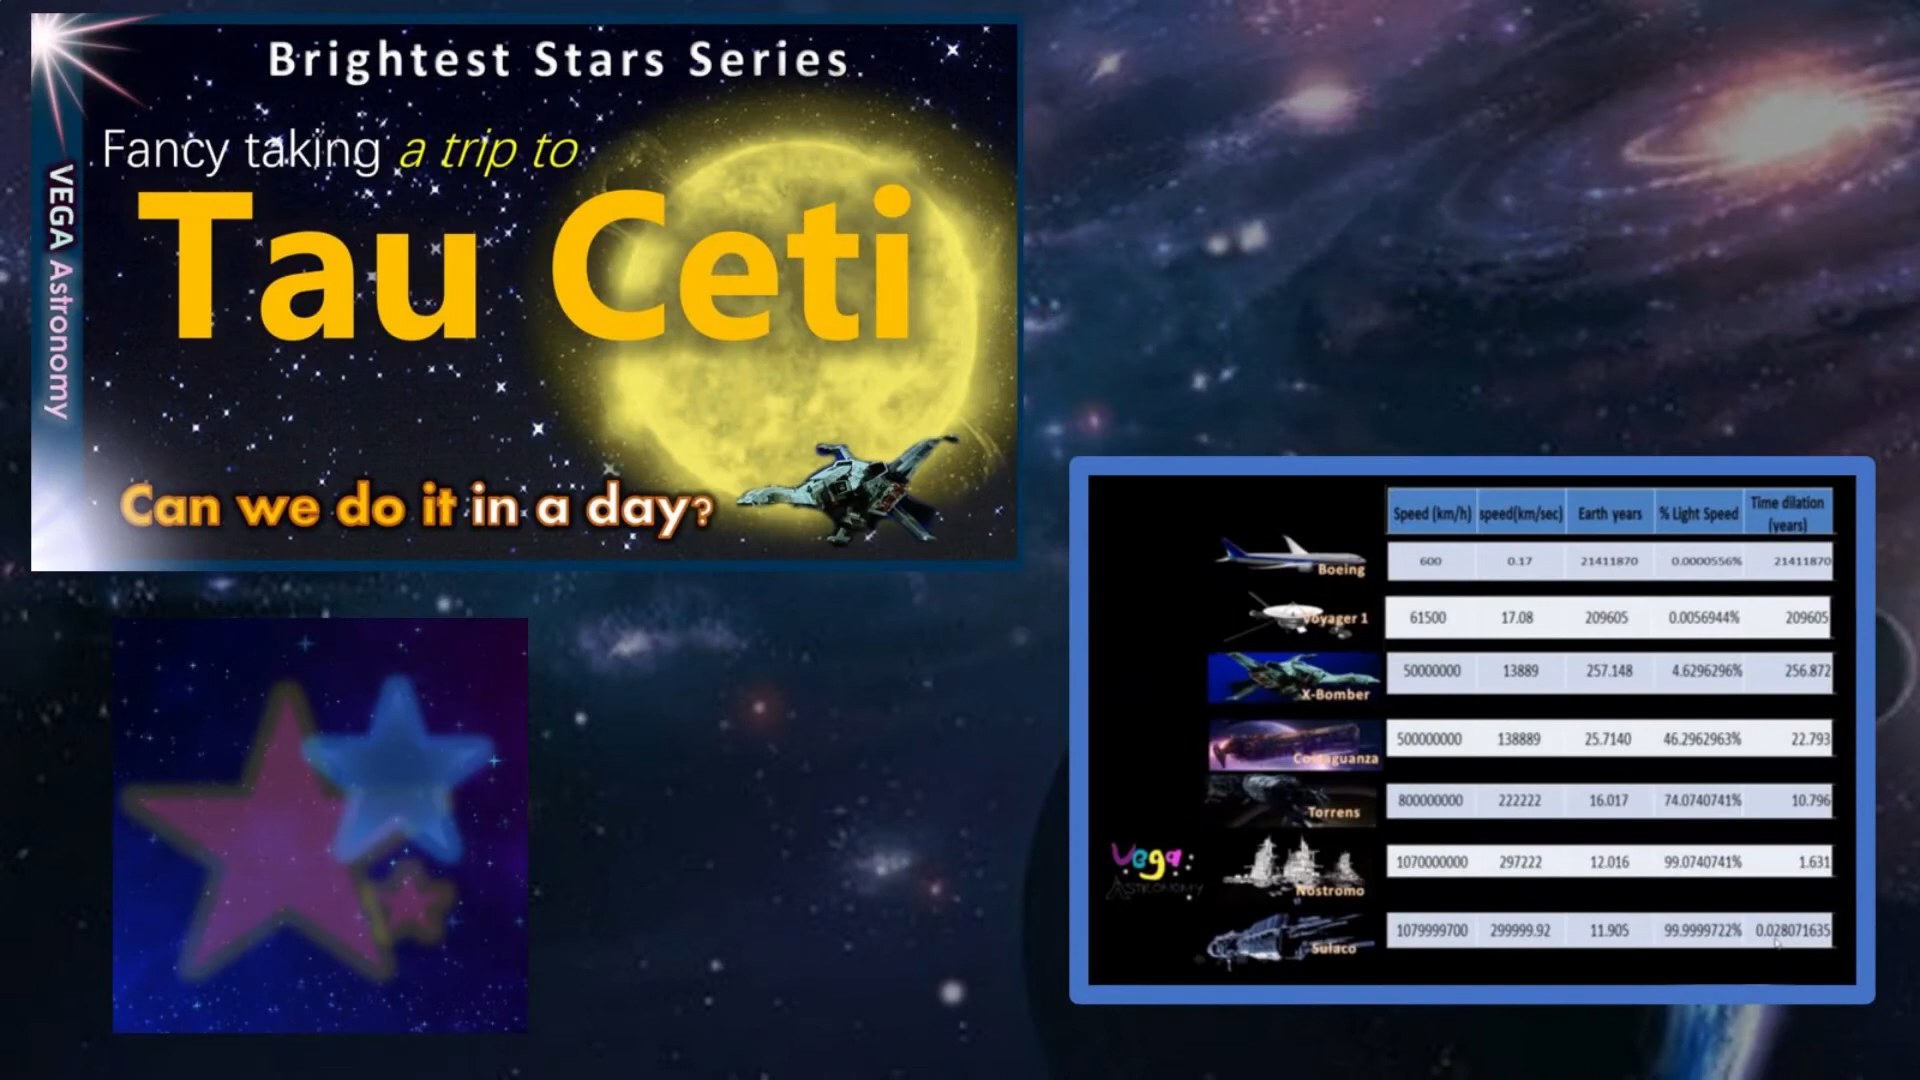 Brightest Stars Series
Fancy taking a trip to
Tau Ceti
Can we do it in a day?
VEGA Astronomy
Speed (km/h) speed(km/sec) Earth years % Light Speed Time dilation (years)
Boeing 600 0.17 21411870 0.0000556% 21411870
Voyager 1 61500 17.08 209605 0.0056944% 209605
X-Bomber 50000000 13889 257.148 4.6296296% 256.872
Costaguanza 500000000 138889 25.7140 46.2962963% 22.793
Torrens 800000000 222222 16.017 74.0740741% 10.796
Nostromo 1070000000 297222 12.016 99.0740741% 1.631
Sulaco 1079999700 299999.92 11.905 99.9999722% 0.028071635
Vega
ASTRONOMY